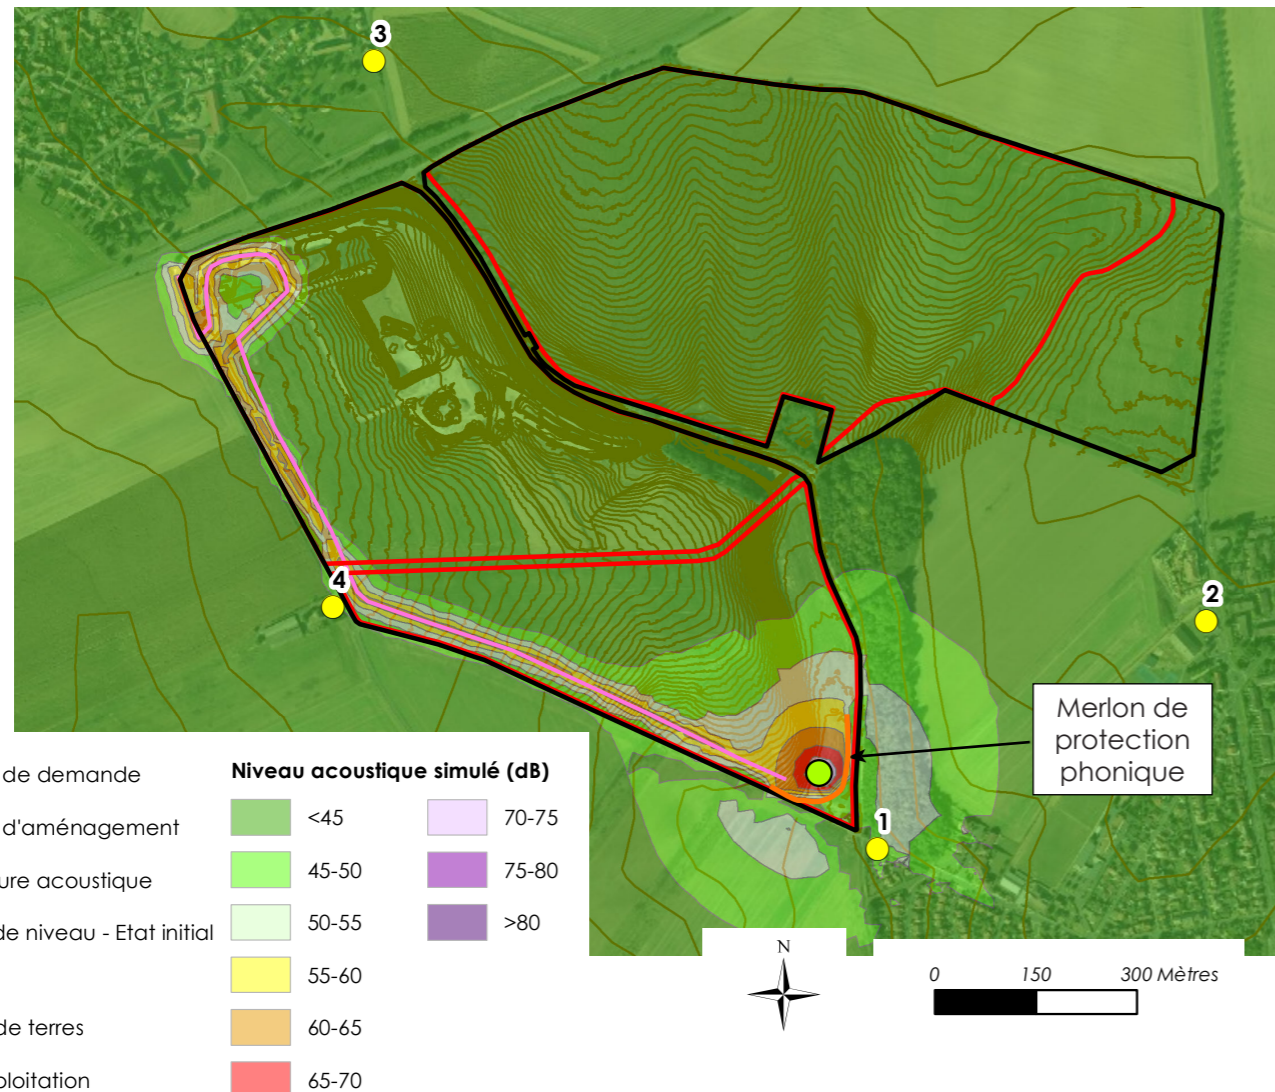 3
4
2
1
Merlon de
protection
phonique
de demande
d'aménagement
ure acoustique
de niveau - Etat initial
de terres
ploitation
Niveau acoustique simulé (dB)
<45
45-50
50-55
55-60
60-65
65-70
70-75
75-80
>80
N
0 150 300 Mètres